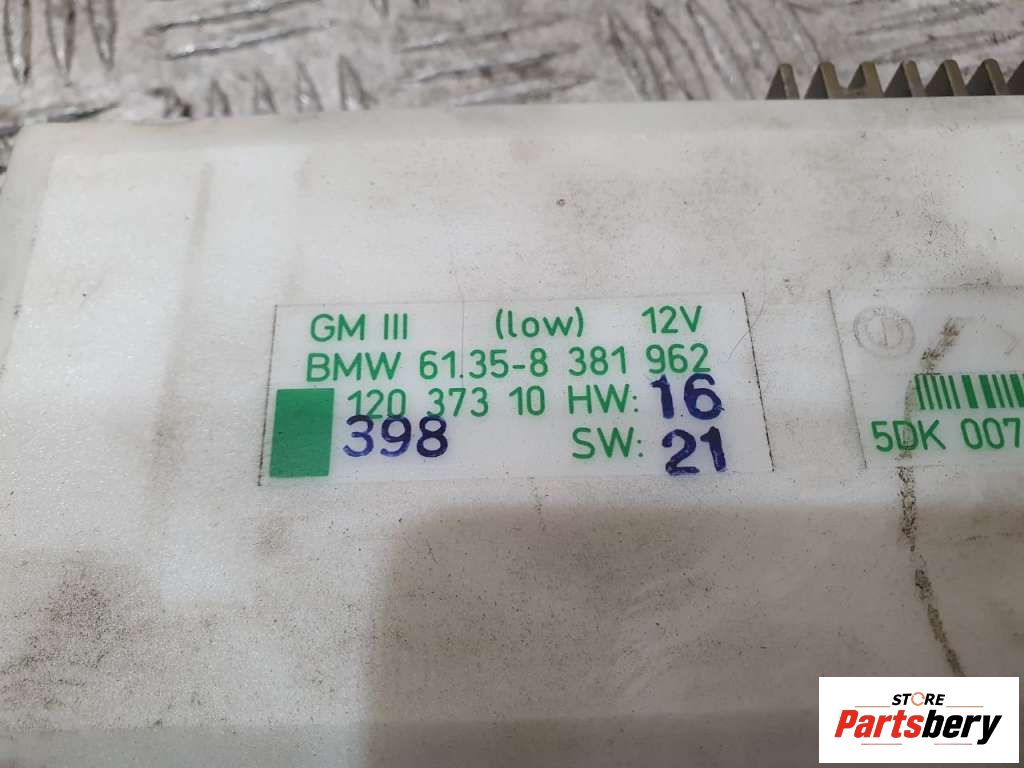 GM III (low) 12V
BMW 61.35-8 381 962
120 373 10 HW: 16
398 SW: 21
5DK 007
STORE
Partsbery